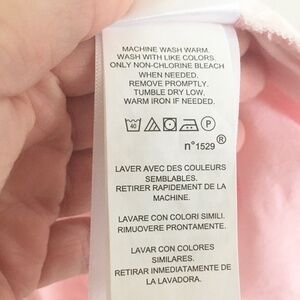 MACHINE WASH WARM.
WASH WITH LIKE COLORS.
ONLY NON-CHLORINE BLEACH
WHEN NEEDED.
REMOVE PROMPTLY.
TUMBLE DRY LOW.
WARM IRON IF NEEDED.
40 P
n°1529 ®
LAVER AVEC DES COULEURS
SEMBLABLES.
RETIRER RAPIDEMENT DE LA
MACHINE.
LAVARE CON COLORI SIMILI.
RIMUOVERE PRONTAMENTE.
LAVAR CON COLORES
SIMILARES.
RETIRAR INMEDIATAMENTE DE
LA LAVADORA.